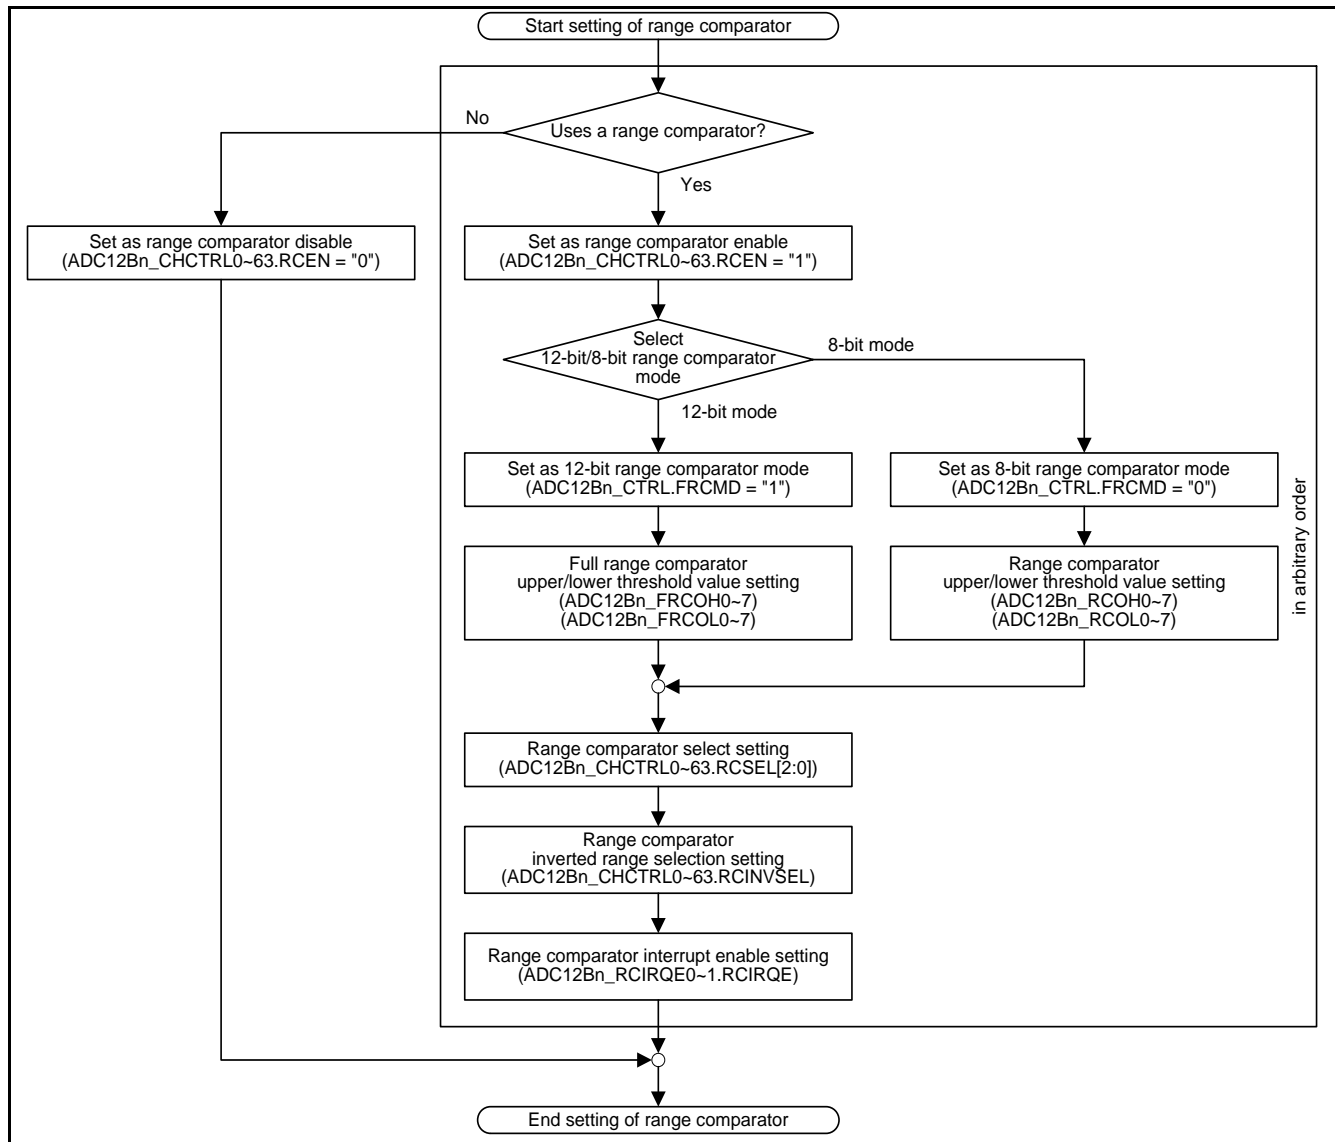 Start setting of range comparator
Uses a range comparator?
No
Yes
Set as range comparator disable
(ADC12Bn_CHCTRL0~63.RCEN = "0")
Set as range comparator enable
(ADC12Bn_CHCTRL0~63.RCEN = "1")
Select
12-bit/8-bit range comparator
mode
8-bit mode
12-bit mode
Set as 12-bit range comparator mode
(ADC12Bn_CTRL.FRCMD = "1")
Set as 8-bit range comparator mode
(ADC12Bn_CTRL.FRCMD = "0")
Full range comparator
upper/lower threshold value setting
(ADC12Bn_FRCOH0~7)
(ADC12Bn_FRCOL0~7)
Range comparator
upper/lower threshold value setting
(ADC12Bn_RCOH0~7)
(ADC12Bn_RCOL0~7)
in arbitrary order
Range comparator select setting
(ADC12Bn_CHCTRL0~63.RCSEL[2:0])
Range comparator
inverted range selection setting
(ADC12Bn_CHCTRL0~63.RCINVSEL)
Range comparator interrupt enable setting
(ADC12Bn_RCIRQE0~1.RCIRQE)
End setting of range comparator